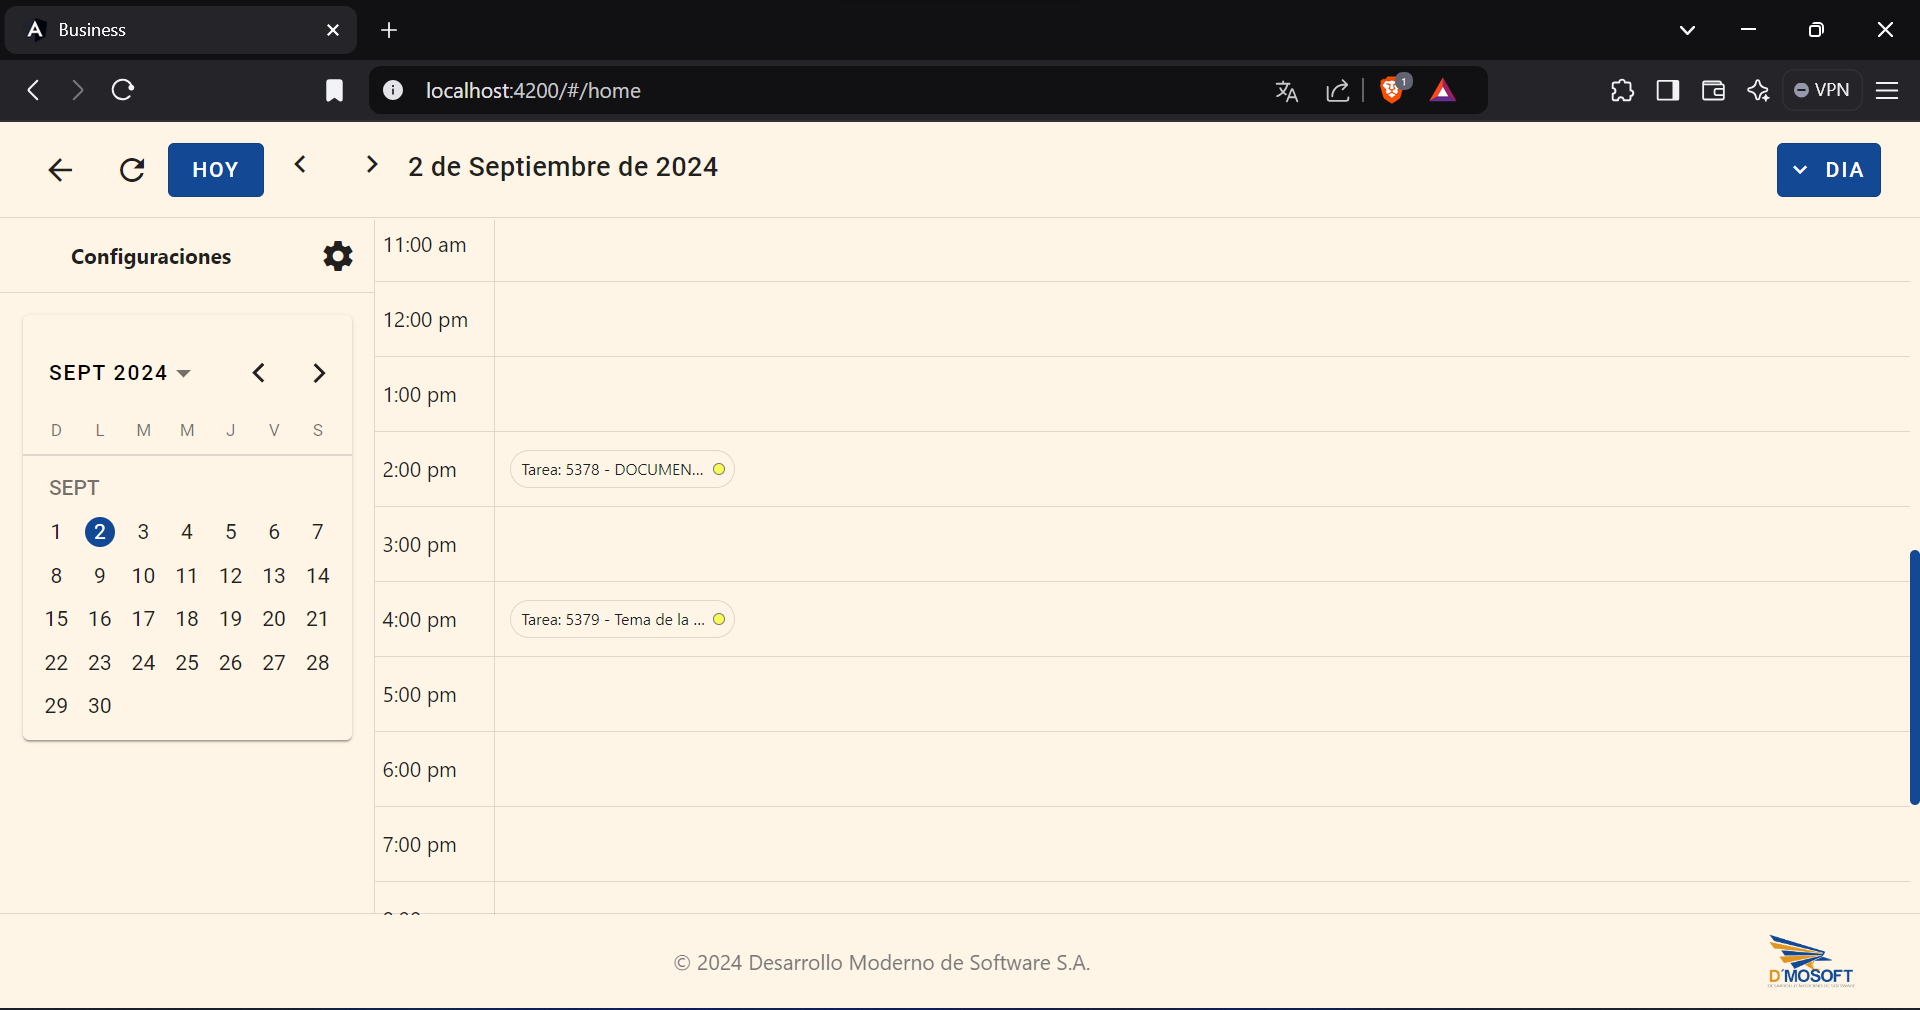 Business
localhost:4200/#/home
1
VPN
HOY
2 de Septiembre de 2024
DIA
Configuraciones
SEPT 2024
D L M M J V S
SEPT
1 2 3 4 5 6 7
8 9 10 11 12 13 14
15 16 17 18 19 20 21
22 23 24 25 26 27 28
29 30
11:00 am
12:00 pm
1:00 pm
2:00 pm
Tarea: 5378 - DOCUMEN...
3:00 pm
4:00 pm
Tarea: 5379 - Tema de la ...
5:00 pm
6:00 pm
7:00 pm
© 2024 Desarrollo Moderno de Software S.A.
D'MOSOFT